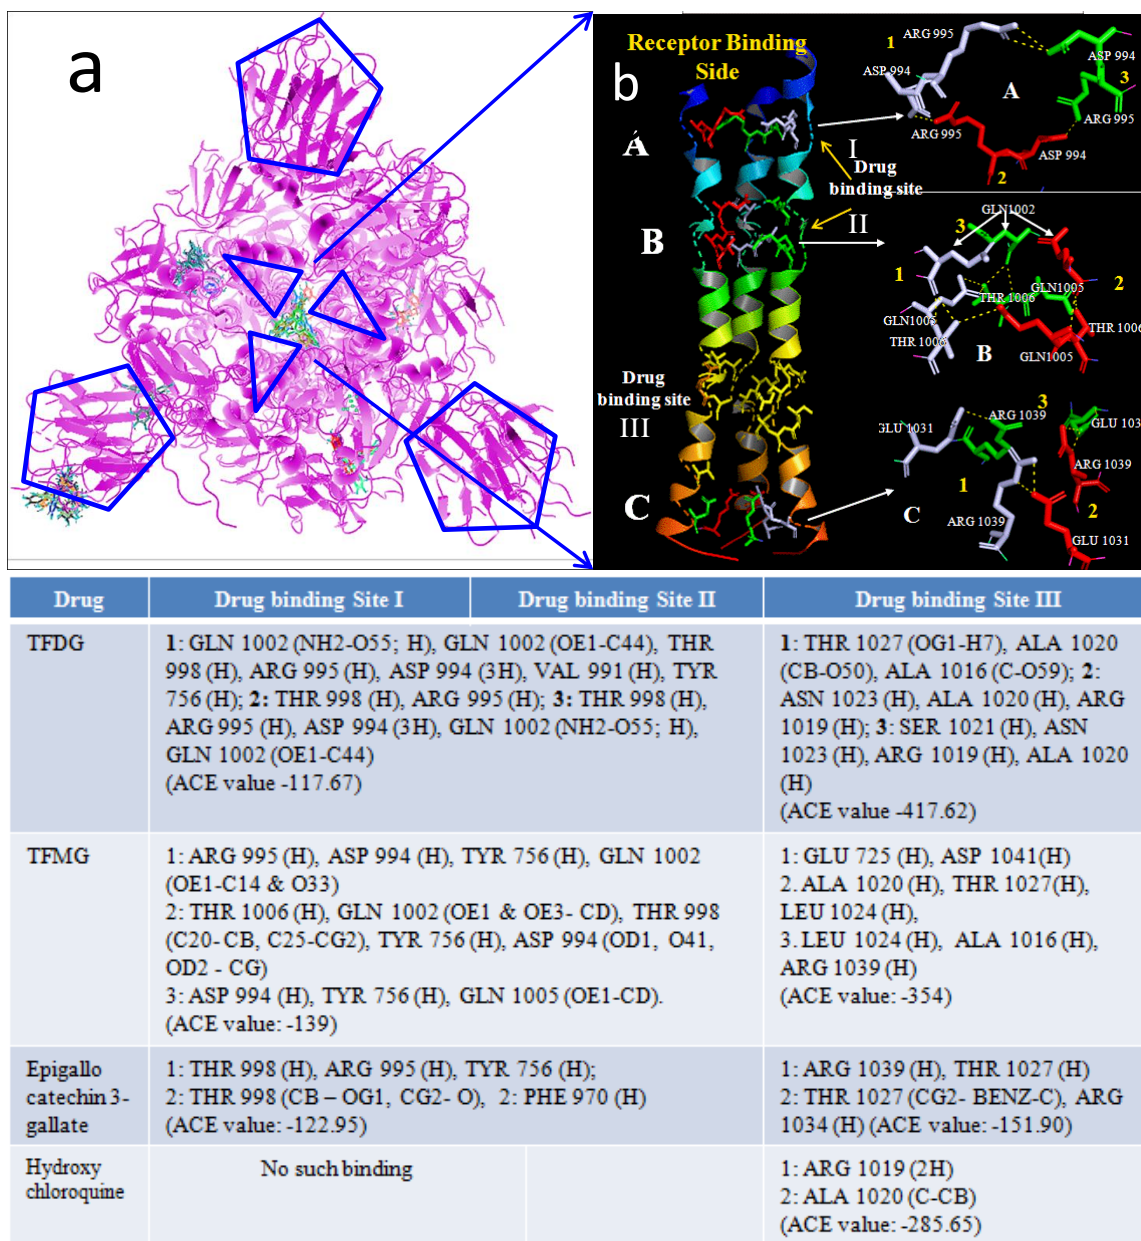 a
b
Receptor Binding
Side
A
B
C
I
Drug
binding site
II
Drug
binding site
III
1
ARG 995
ASP 994
ASP 994
3
A
ARG 995
ARG 995
ASP 994
2
GLN1002
3
1
2
GLN1005
THR 1006
GLN1005
THR 1006
THR 1006
B
GLN1005
3
ARG 1039
GLU 1031
GLU 103
ARG 1039
1
2
C
ARG 1039
GLU 1031
Drug
Drug binding Site I
Drug binding Site II
Drug binding Site III
TFDG
1: GLN 1002 (NH2-O55; H), GLN 1002 (OE1-C44), THR
998 (H), ARG 995 (H), ASP 994 (3H), VAL 991 (H), TYR
756 (H); 2: THR 998 (H), ARG 995 (H); 3: THR 998 (H),
ARG 995 (H), ASP 994 (3H), GLN 1002 (NH2-O55; H),
GLN 1002 (OE1-C44)
(ACE value -117.67)
1: THR 1027 (OG1-H7), ALA 1020
(CB-O50), ALA 1016 (C-O59); 2:
ASN 1023 (H), ALA 1020 (H), ARG
1019 (H); 3: SER 1021 (H), ASN
1023 (H), ARG 1019 (H), ALA 1020
(H)
(ACE value -417.62)
TFMG
1: ARG 995 (H), ASP 994 (H), TYR 756 (H), GLN 1002
(OE1-C14 & O33)
2: THR 1006 (H), GLN 1002 (OE1 & OE3- CD), THR 998
(C20- CB, C25-CG2), TYR 756 (H), ASP 994 (OD1, O41,
OD2 - CG)
3: ASP 994 (H), TYR 756 (H), GLN 1005 (OE1-CD).
(ACE value: -139)
1: GLU 725 (H), ASP 1041(H)
2. ALA 1020 (H), THR 1027(H),
LEU 1024 (H),
3. LEU 1024 (H), ALA 1016 (H),
ARG 1039 (H)
(ACE value: -354)
Epigallo
catechin 3-
gallate
1: THR 998 (H), ARG 995 (H), TYR 756 (H);
2: THR 998 (CB – OG1, CG2- O), 2: PHE 970 (H)
(ACE value: -122.95)
1: ARG 1039 (H), THR 1027 (H)
2: THR 1027 (CG2- BENZ-C), ARG
1034 (H) (ACE value: -151.90)
Hydroxy
chloroquine
No such binding
1: ARG 1019 (2H)
2: ALA 1020 (C-CB)
(ACE value: -285.65)